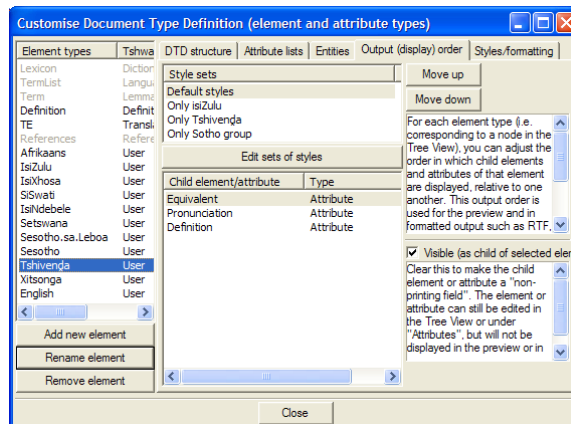 Customise Document Type Definition (element and attribute types)
Element types Tshwa
Lexicon Diction
TermList Langua
Term Lemma
Definition Definit
TE Transla
References Refere
Afrikaans User
IsiZulu User
IsiXhosa User
SiSwati User
IsiNdebele User
Setswana User
Sesotho.sa.Leboa User
Sesotho User
Tshivenḓa User
Xitsonga User
English User
Add new element
Rename element
Remove element
DTD structure Attribute lists Entities Output (display) order Styles/formatting
Style sets
Default styles
Only isiZulu
Only Tshivenḓa
Only Sotho group
Edit sets of styles
Child element/attribute Type
Equivalent Attribute
Pronunciation Attribute
Definition Attribute
Move up
Move down
For each element type (i.e.
corresponding to a node in the
Tree View), you can adjust the
order in which child elements
and attributes of that element
are displayed, relative to one
another. This output order is
used for the preview and in
formatted output such as RTF,
Visible (as child of selected eler
Clear this to make the child
element or attribute a "non-
printing field". The element or
attribute can still be edited in
the Tree View or under
"Attributes", but will not be
displayed in the preview or in
Close